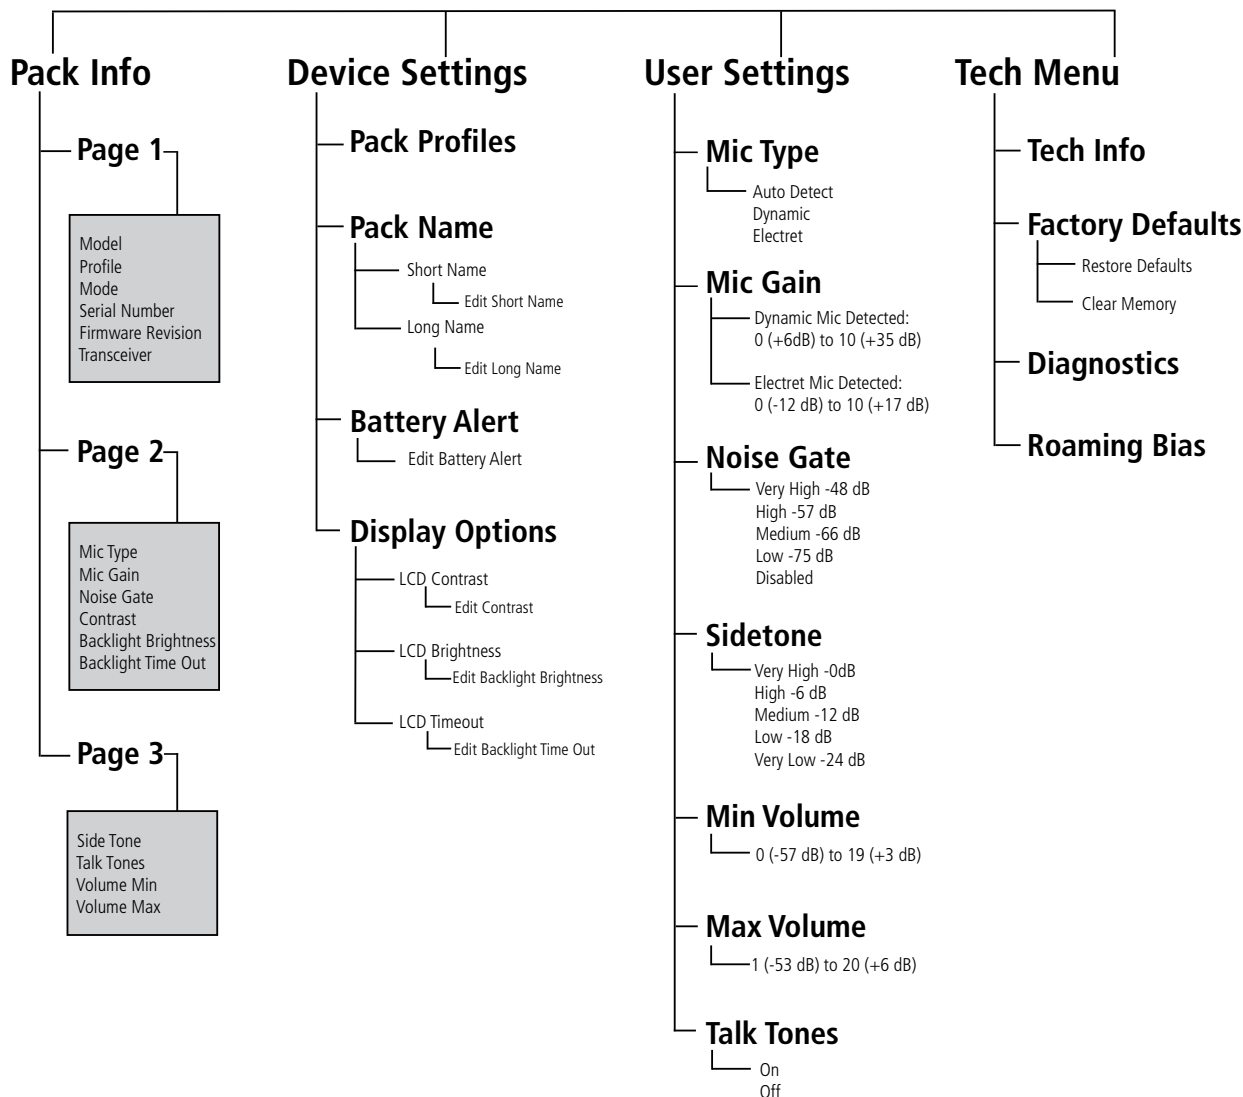 Pack Info
Page 1
Model
Profile
Mode
Serial Number
Firmware Revision
Transceiver
Page 2
Mic Type
Mic Gain
Noise Gate
Contrast
Backlight Brightness
Backlight Time Out
Page 3
Side Tone
Talk Tones
Volume Min
Volume Max
Device Settings
Pack Profiles
Pack Name
Short Name
Edit Short Name
Long Name
Edit Long Name
Battery Alert
Edit Battery Alert
Display Options
LCD Contrast
Edit Contrast
LCD Brightness
Edit Backlight Brightness
LCD Timeout
Edit Backlight Time Out
User Settings
Mic Type
Auto Detect
Dynamic
Electret
Mic Gain
Dynamic Mic Detected:
0 (+6dB) to 10 (+35 dB)
Electret Mic Detected:
0 (-12 dB) to 10 (+17 dB)
Noise Gate
Very High -48 dB
High -57 dB
Medium -66 dB
Low -75 dB
Disabled
Sidetone
Very High -0dB
High -6 dB
Medium -12 dB
Low -18 dB
Very Low -24 dB
Min Volume
0 (-57 dB) to 19 (+3 dB)
Max Volume
1 (-53 dB) to 20 (+6 dB)
Talk Tones
On
Off
Tech Menu
Tech Info
Factory Defaults
Restore Defaults
Clear Memory
Diagnostics
Roaming Bias